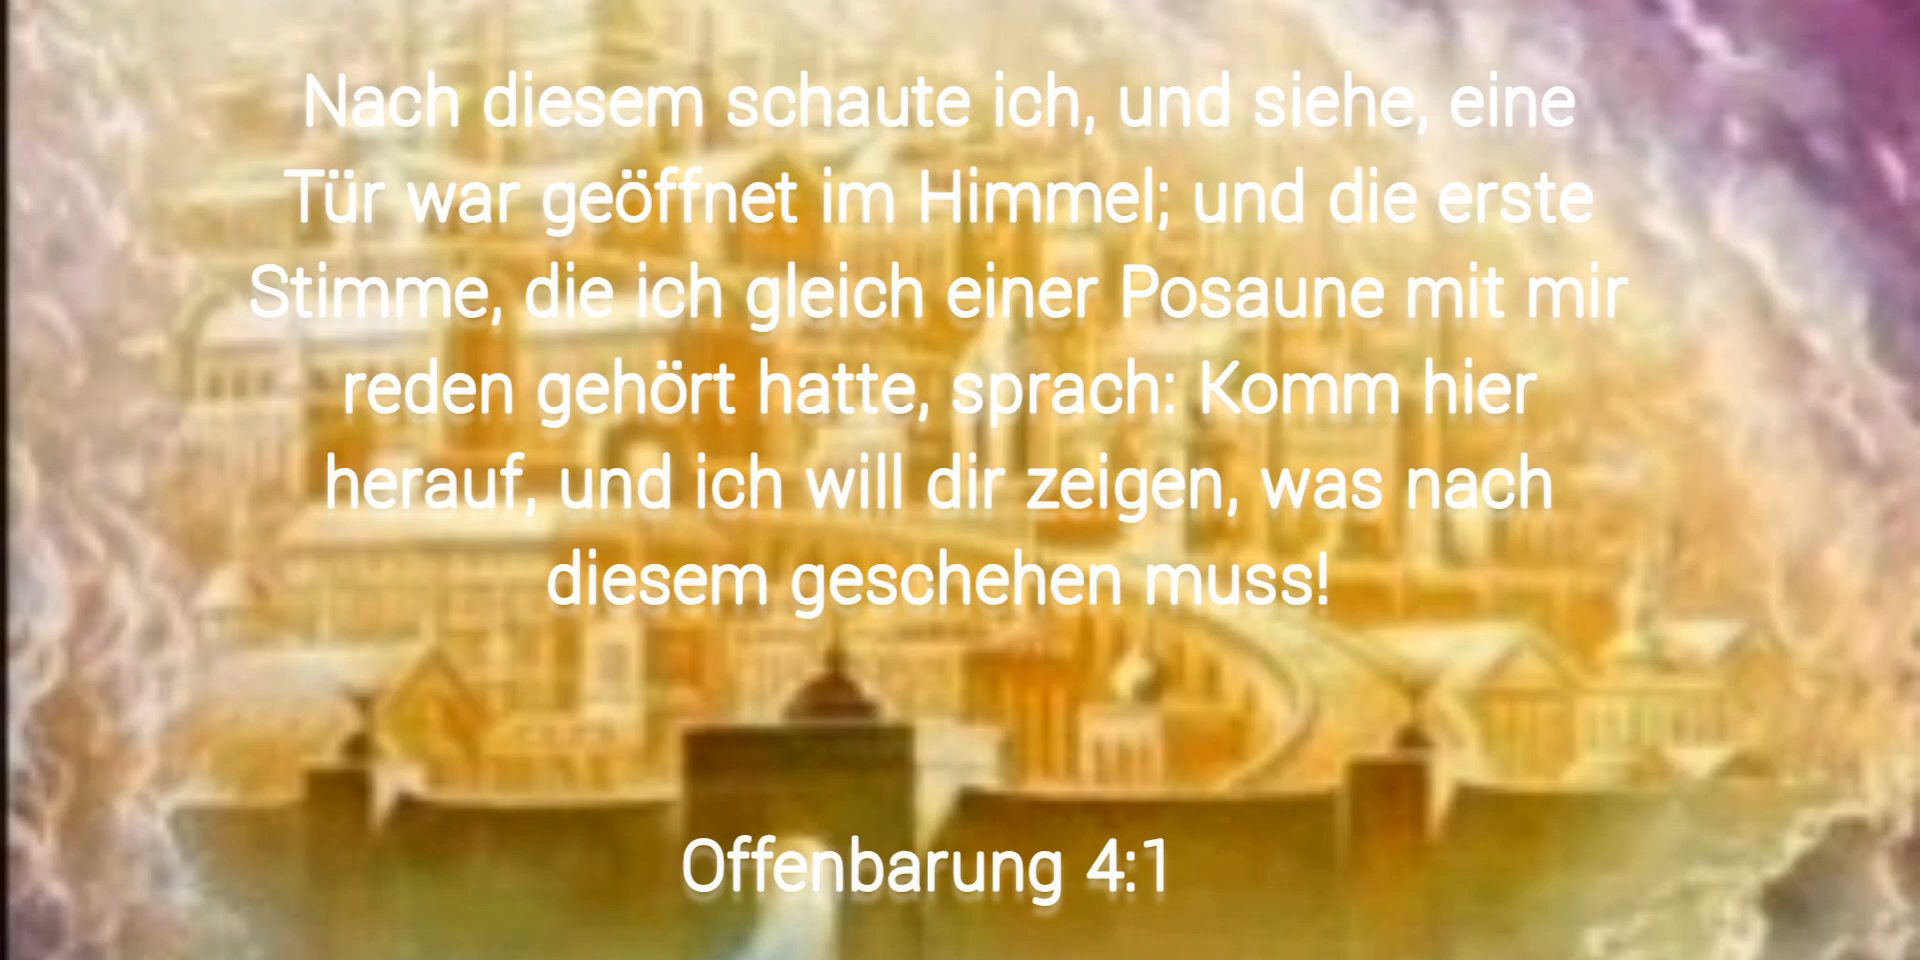 Nach diesem schaute ich, und siehe, eine
Tür war geöffnet im Himmel; und die erste
Stimme, die ich gleich einer Posaune mit mir
reden gehört hatte, sprach: Komm hier
herauf, und ich will dir zeigen, was nach
diesem geschehen muss!
Offenbarung 4:1